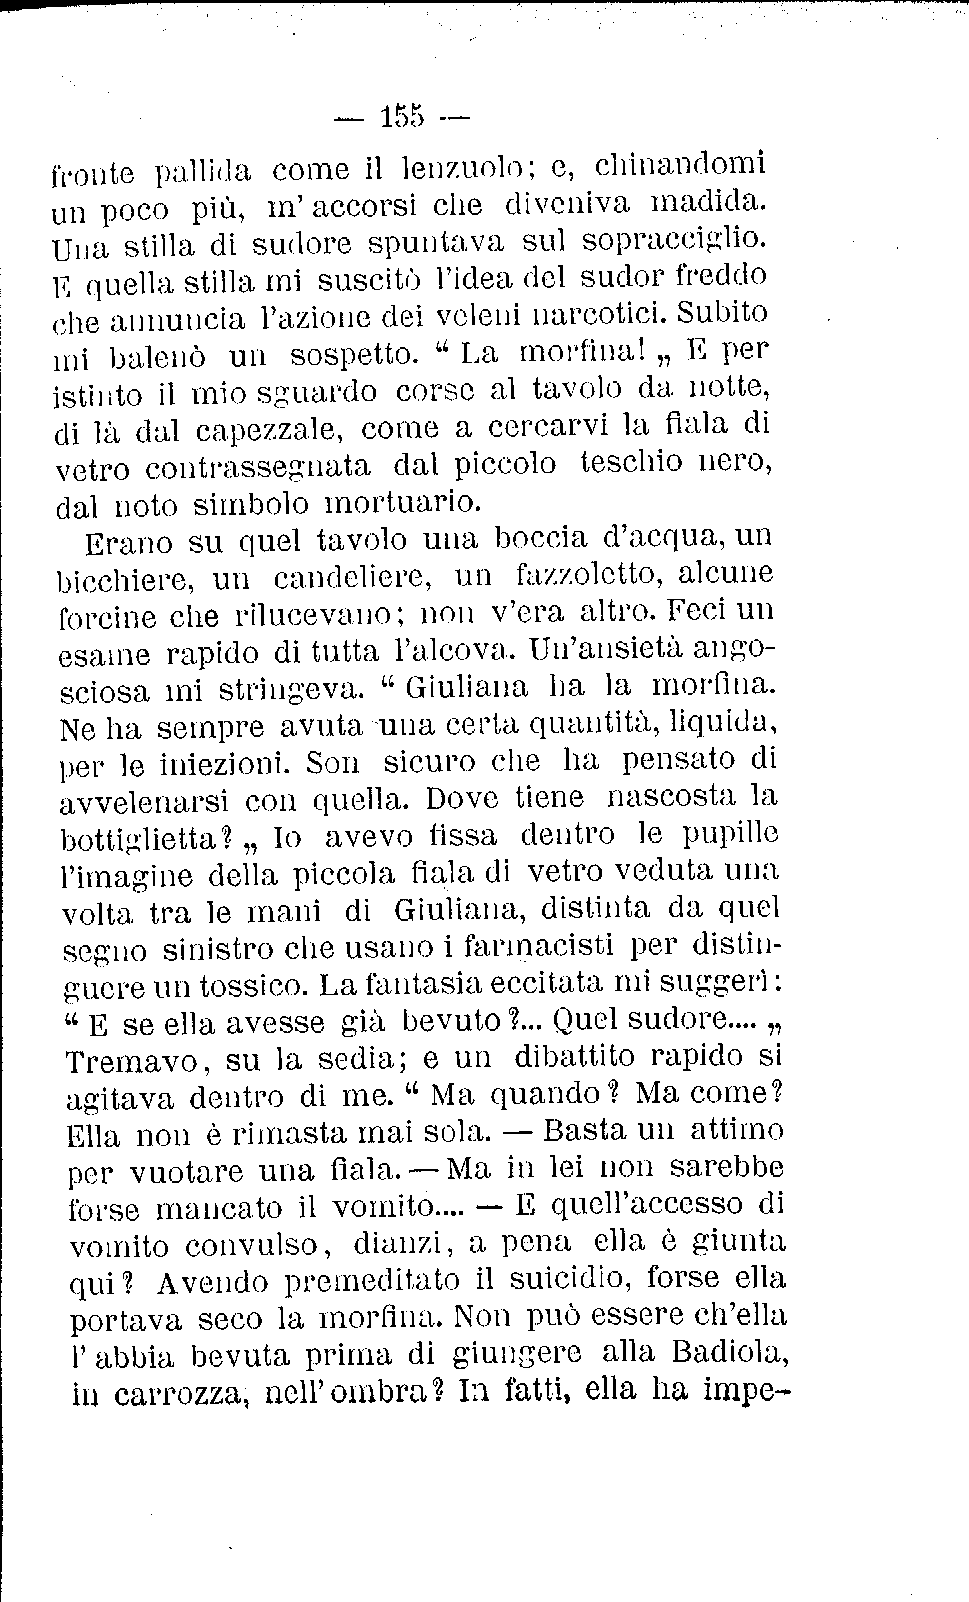 — 155 —
fronte pallida come il lenzuolo; e, chinandomi
un poco più, m' accorsi che diveniva madida.
Una stilla di sudore spuntava sul sopracciglio.
E quella stilla mi suscitò l'idea del sudor freddo
che annuncia l'azione dei veleni narcotici. Subito
mi balenò un sospetto. “ La morfina! „ E per
istinto il mio sguardo corse al tavolo da notte,
di là dal capezzale, come a cercarvi la fiala di
vetro contrassegnata dal piccolo teschio nero,
dal noto simbolo mortuario.
Erano su quel tavolo una boccia d'acqua, un
bicchiere, un candeliere, un fazzoletto, alcune
forcine che rilucevano; non v'era altro. Feci un
esame rapido di tutta l'alcova. Un'ansietà ango-
sciosa mi stringeva. “ Giuliana ha la morfina.
Ne ha sempre avuta una certa quantità, liquida,
per le iniezioni. Son sicuro che ha pensato di
avvelenarsi con quella. Dove tiene nascosta la
bottiglietta? „ Io avevo fissa dentro le pupille
l'imagine della piccola fiala di vetro veduta una
volta tra le mani di Giuliana, distinta da quel
segno sinistro che usano i farmacisti per distin-
guere un tossico. La fantasia eccitata mi suggerì:
“ E se ella avesse già bevuto?... Quel sudore.... „
Tremavo, su la sedia; e un dibattito rapido si
agitava dentro di me. “ Ma quando? Ma come?
Ella non è rimasta mai sola. — Basta un attimo
per vuotare una fiala. — Ma in lei non sarebbe
forse mancato il vomito.... — E quell'accesso di
vomito convulso, dianzi, a pena ella è giunta
qui? Avendo premeditato il suicidio, forse ella
portava seco la morfina. Non può essere ch'ella
l' abbia bevuta prima di giungere alla Badiola,
in carrozza, nell' ombra? In fatti, ella ha impe-